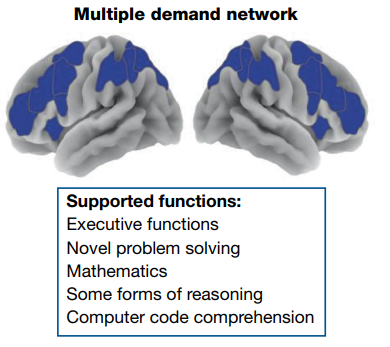 Multiple demand network
Supported functions:
Executive functions
Novel problem solving
Mathematics
Some forms of reasoning
Computer code comprehension